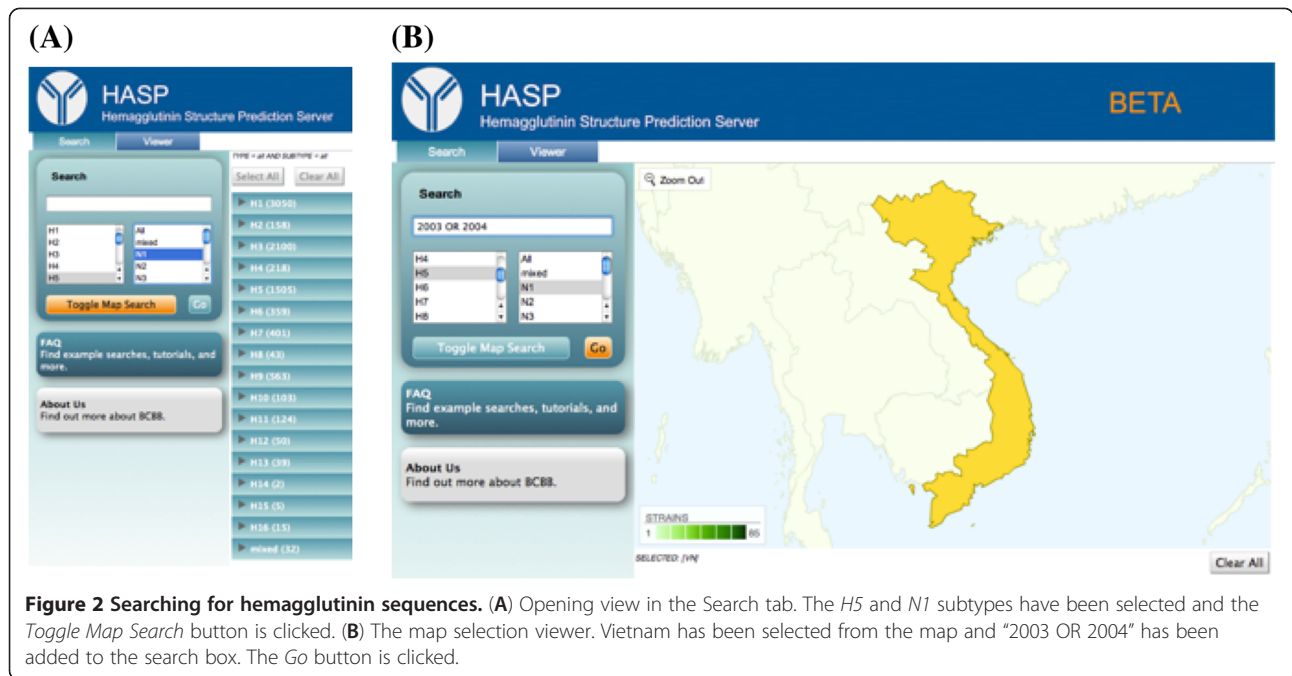 (A)
HASP
Hemagglutinin Structure Prediction Server
Search
Viewer
TYPE = all AND SUBTYPE = all
Search
Select All
Clear All
H1
H2
H3
H4
H5
All
mixed
N1
N2
N3
Toggle Map Search
Go
FAQ
Find example searches, tutorials, and
more.
About Us
Find out more about BCBB.
H1 (3050)
H2 (158)
H3 (2100)
H4 (218)
H5 (1505)
H6 (359)
H7 (401)
H8 (43)
H9 (563)
H10 (103)
H11 (124)
H12 (50)
H13 (39)
H14 (2)
H15 (5)
H16 (15)
mixed (32)
(B)
HASP
Hemagglutinin Structure Prediction Server
BETA
Search
Viewer
Search
2003 OR 2004
H4
H5
H6
H7
H8
All
mixed
N1
N2
N3
Toggle Map Search
Go
FAQ
Find example searches, tutorials, and
more.
About Us
Find out more about BCBB.
Zoom Out
STRAINS
1 85
SELECTED: [VN]
Clear All
Figure 2 Searching for hemagglutinin sequences. (A) Opening view in the Search tab. The H5 and N1 subtypes have been selected and the
Toggle Map Search button is clicked. (B) The map selection viewer. Vietnam has been selected from the map and "2003 OR 2004" has been
added to the search box. The Go button is clicked.